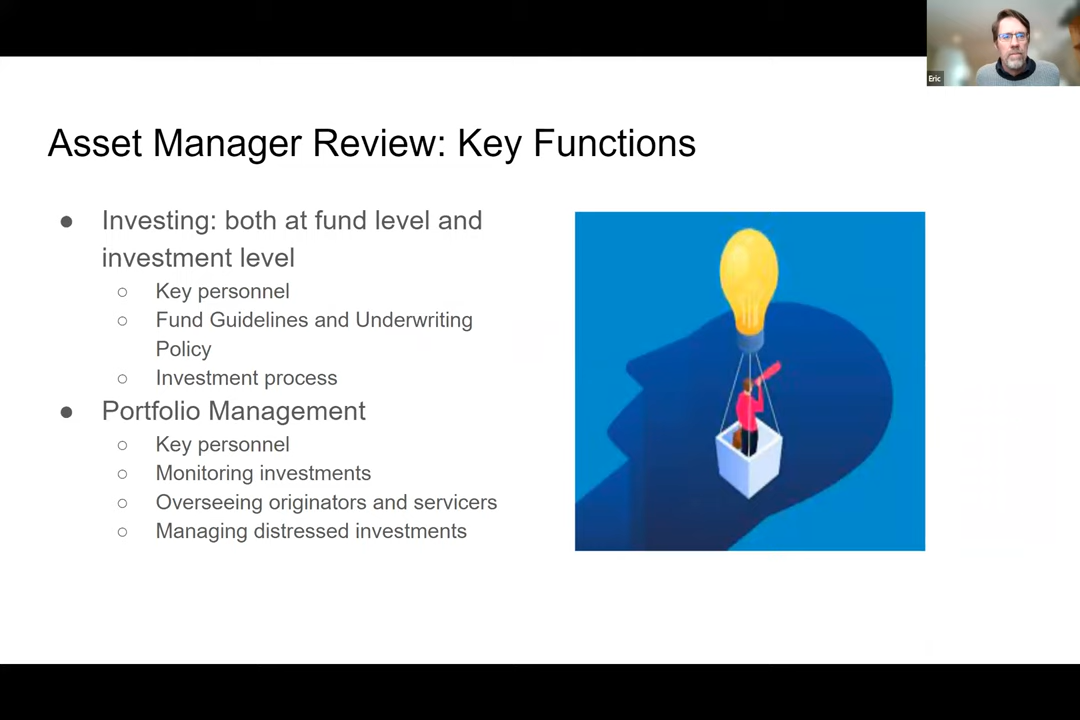 Eric
Asset Manager Review: Key Functions
● Investing: both at fund level and
investment level
○ Key personnel
○ Fund Guidelines and Underwriting
Policy
○ Investment process
● Portfolio Management
○ Key personnel
○ Monitoring investments
○ Overseeing originators and servicers
○ Managing distressed investments